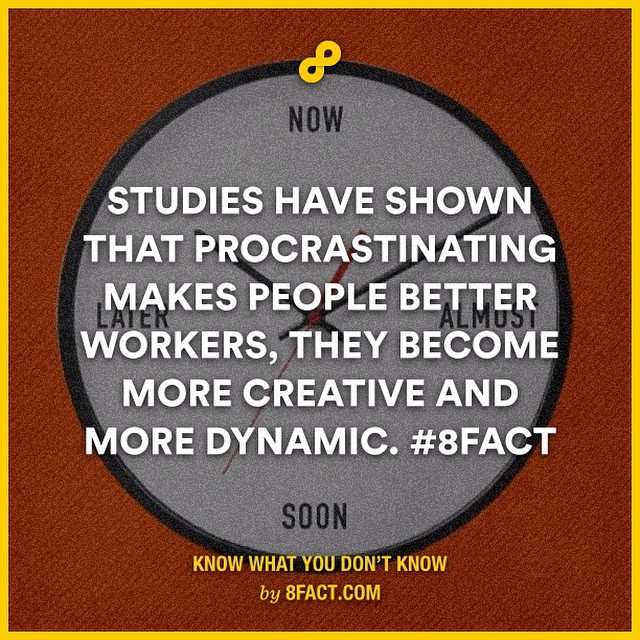 NOW
STUDIES HAVE SHOWN
THAT PROCRASTINATING
MAKES PEOPLE BETTER
LATER
ALMOST
WORKERS, THEY BECOME
MORE CREATIVE AND
MORE DYNAMIC. #8FACT
SOON
KNOW WHAT YOU DON'T KNOW
by 8FACT.COM